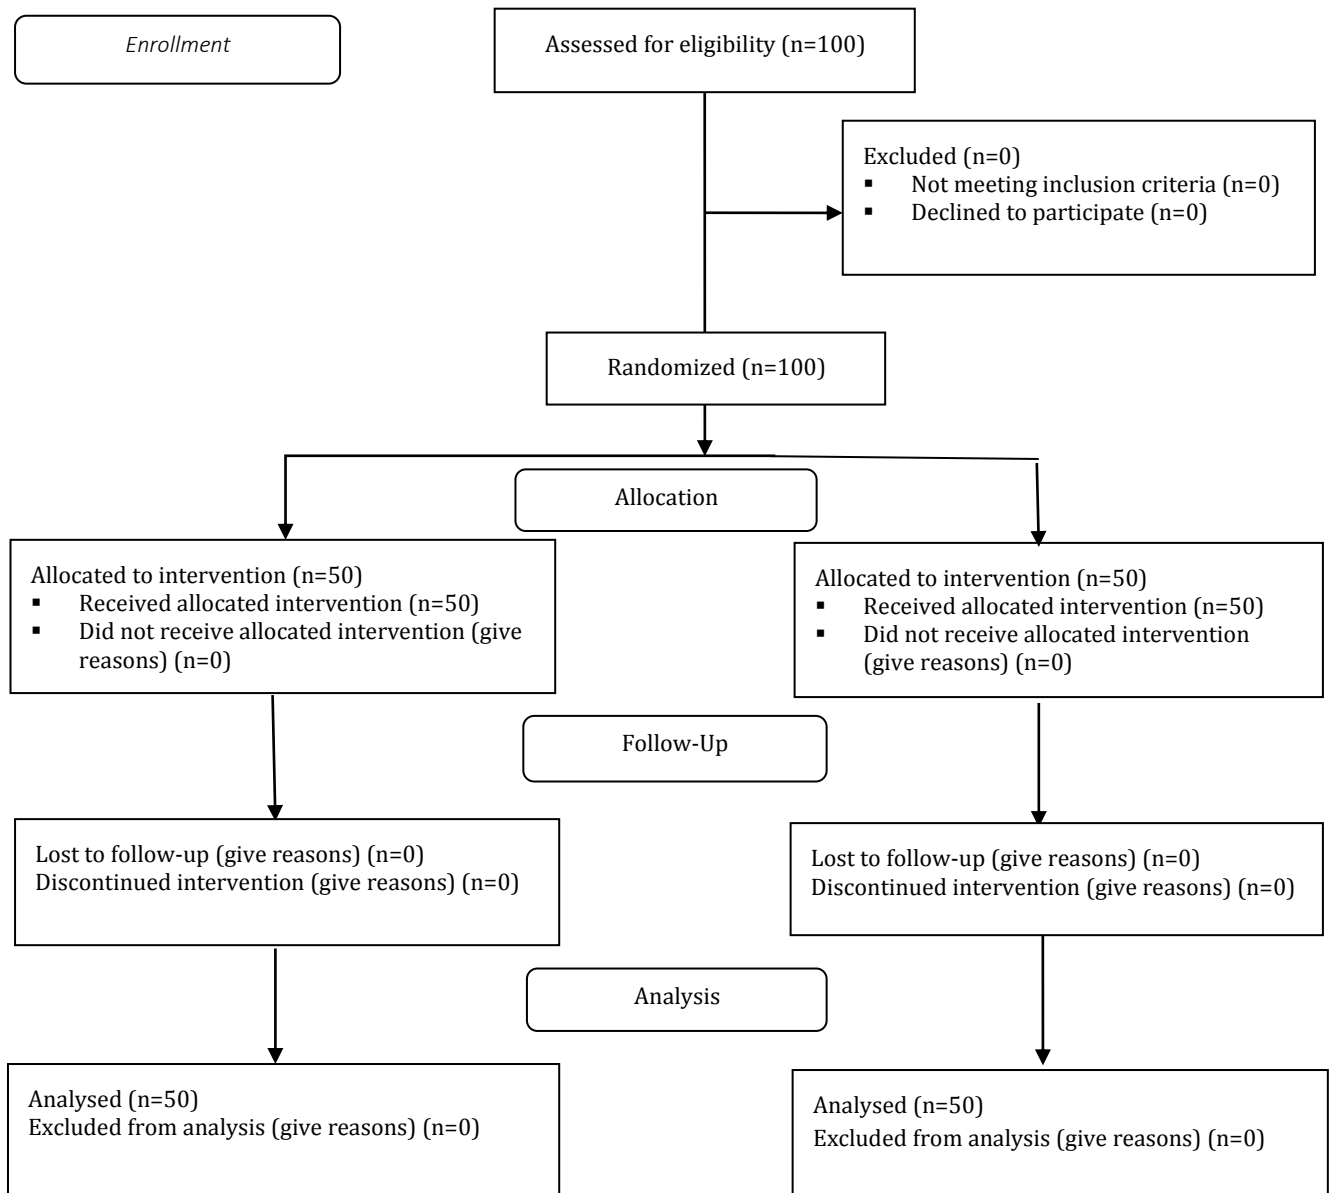 Enrollment
Assessed for eligibility (n=100)
Excluded (n=0)
▪ Not meeting inclusion criteria (n=0)
▪ Declined to participate (n=0)
Randomized (n=100)
Allocation
Allocated to intervention (n=50)
▪ Received allocated intervention (n=50)
▪ Did not receive allocated intervention (give
reasons) (n=0)
Allocated to intervention (n=50)
▪ Received allocated intervention (n=50)
▪ Did not receive allocated intervention
(give reasons) (n=0)
Follow-Up
Lost to follow-up (give reasons) (n=0)
Discontinued intervention (give reasons) (n=0)
Lost to follow-up (give reasons) (n=0)
Discontinued intervention (give reasons) (n=0)
Analysis
Analysed (n=50)
Excluded from analysis (give reasons) (n=0)
Analysed (n=50)
Excluded from analysis (give reasons) (n=0)